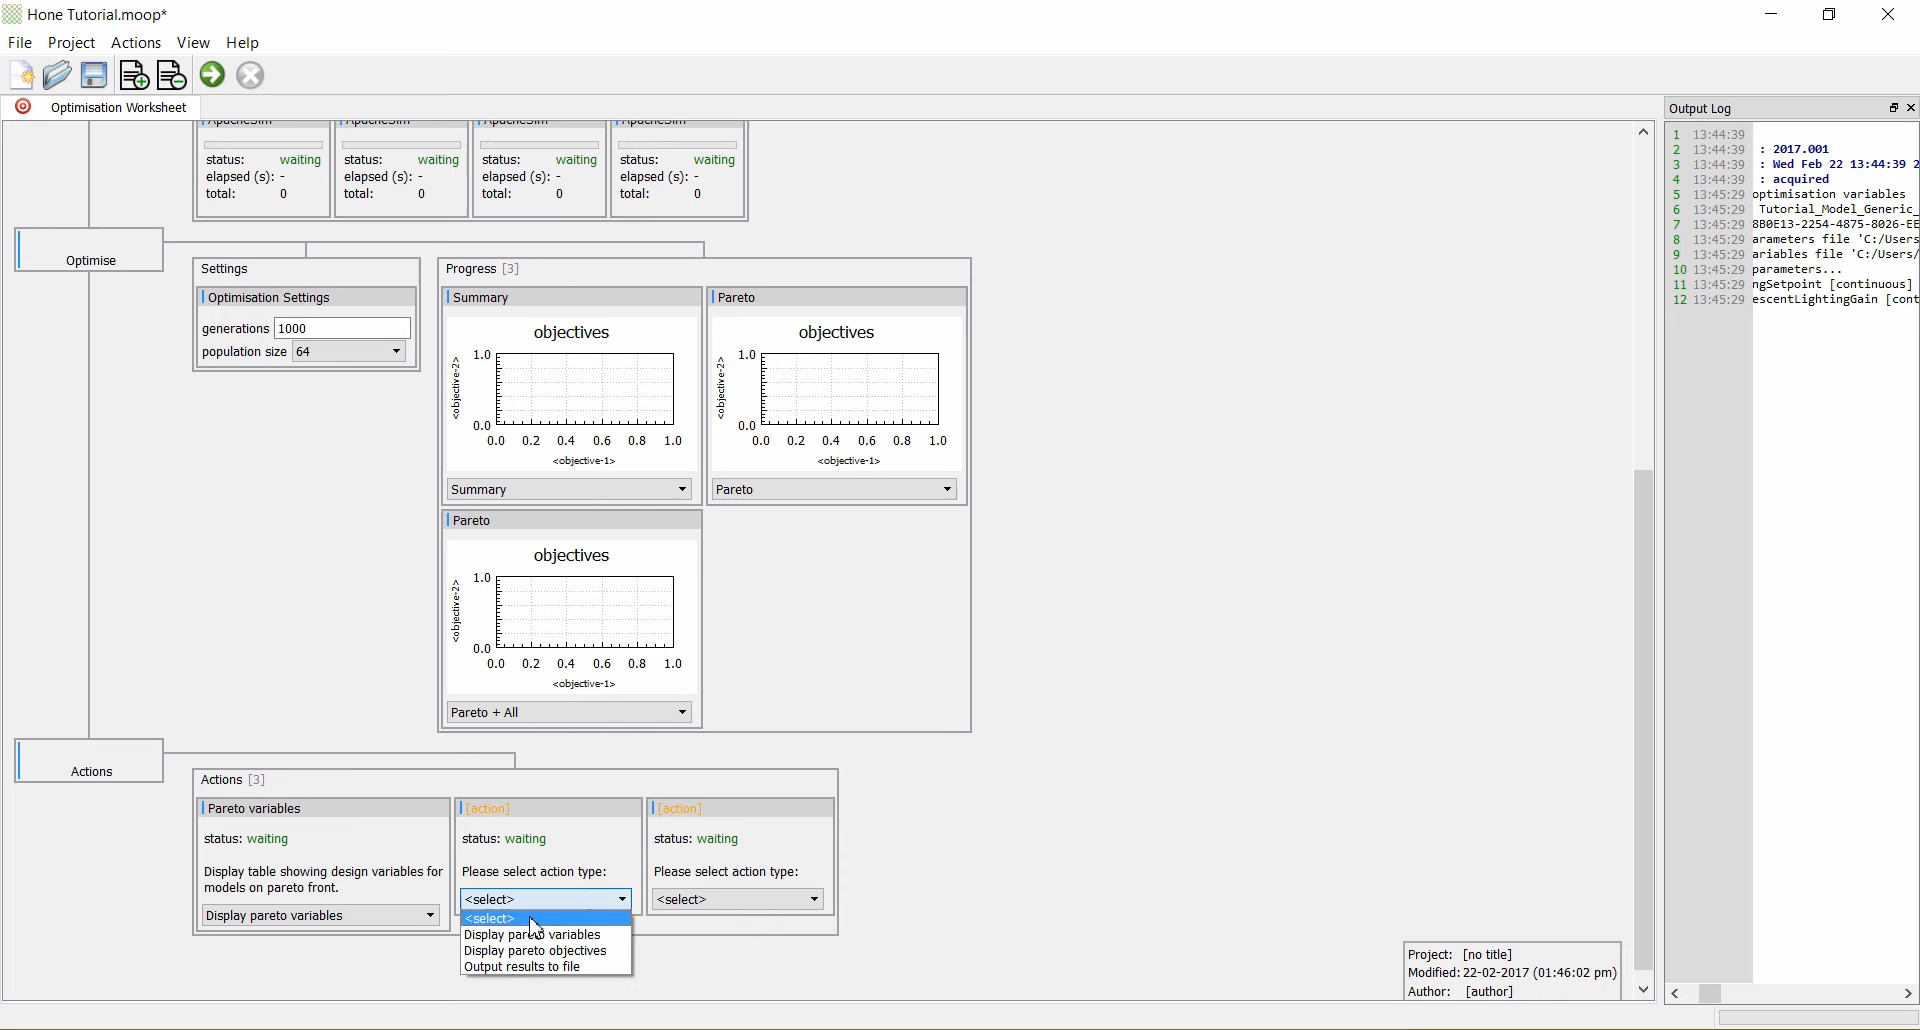 Hone Tutorial.moop*
File Project Actions View Help
Optimisation Worksheet
ApacheSim ApacheSim ApacheSim ApacheSim
status: waiting status: waiting status: waiting status: waiting
elapsed (s): - elapsed (s): - elapsed (s): - elapsed (s): -
total: 0 total: 0 total: 0 total: 0
Optimise
Settings
Optimisation Settings
generations 1000
population size 64
Progress [3]
Summary
objectives
<objective-2>
1.0
0.0
0.0 0.2 0.4 0.6 0.8 1.0
<objective-1>
Summary
Pareto
objectives
<objective-2>
1.0
0.0
0.0 0.2 0.4 0.6 0.8 1.0
<objective-1>
Pareto
Pareto
objectives
<objective-2>
1.0
0.0
0.0 0.2 0.4 0.6 0.8 1.0
<objective-1>
Pareto + All
Actions
Actions [3]
Pareto variables
status: waiting
Display table showing design variables for
models on pareto front.
Display pareto variables
[action]
status: waiting
Please select action type:
<select>
<select>
Display pareto variables
Display pareto objectives
Output results to file
[action]
status: waiting
Please select action type:
<select>
Project: [no title]
Modified: 22-02-2017 (01:46:02 pm)
Author: [author]
Output Log
1 13:44:39
2 13:44:39 : 2017.001
3 13:44:39 : Wed Feb 22 13:44:39 2
4 13:44:39 : acquired
5 13:45:29 optimisation variables
6 13:45:29 Tutorial_Model_Generic_
7 13:45:29 8B0E13-2254-4875-8026-EE
8 13:45:29 arameters file 'C:/Users
9 13:45:29 ariables file 'C:/Users/
10 13:45:29 parameters...
11 13:45:29 ngSetpoint [continuous]
12 13:45:29 escentLightingGain [cont